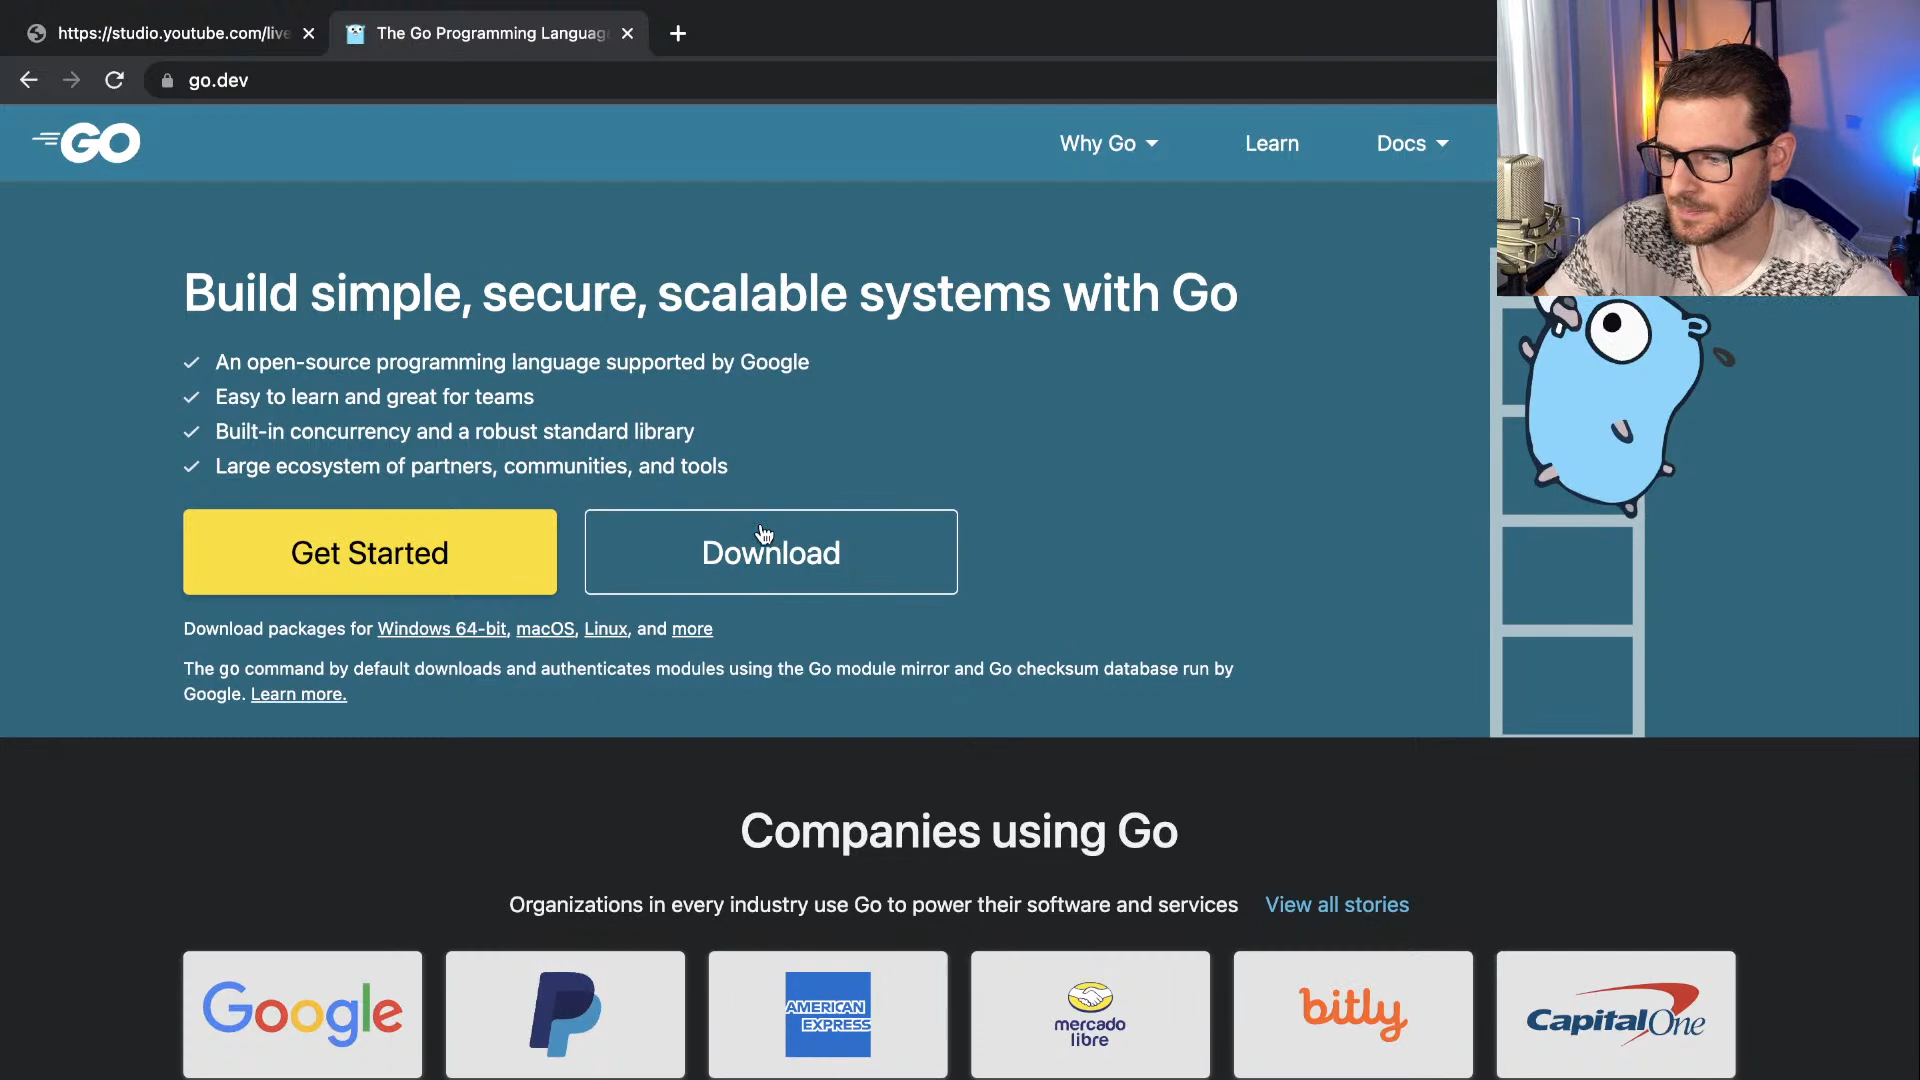 https://studio.youtube.com/live
The Go Programming Languag
go.dev
GO
Why Go
Learn
Docs
Build simple, secure, scalable systems with Go
An open-source programming language supported by Google
Easy to learn and great for teams
Built-in concurrency and a robust standard library
Large ecosystem of partners, communities, and tools
Get Started
Download
Download packages for Windows 64-bit, macOS, Linux, and more
The go command by default downloads and authenticates modules using the Go module mirror and Go checksum database run by
Google. Learn more.
Companies using Go
Organizations in every industry use Go to power their software and services View all stories
Google
AMERICAN
EXPRESS
mercado
libre
bitly
Capital One